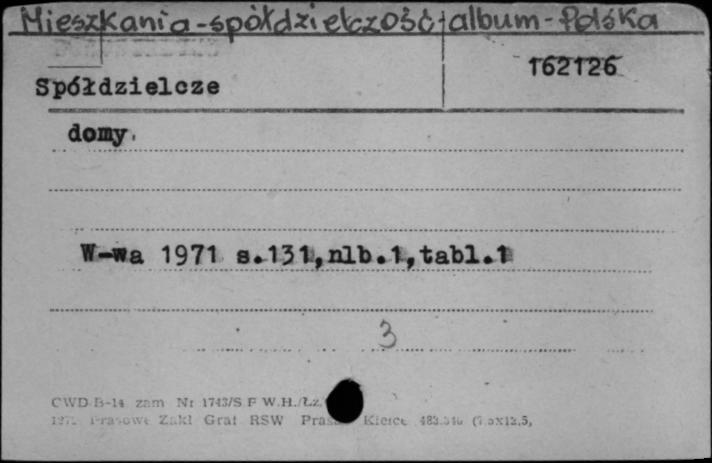 Mieszkania-spółdzielczość-album-Polska
162126
Spółdzielcze
domy.
W-wa 1971 s.131,nlb.1,tabl.1
3
CWD B-14 zam Nr 1743/S F W.H./Łz.
Prasowe Zakł Graf RSW Kielce